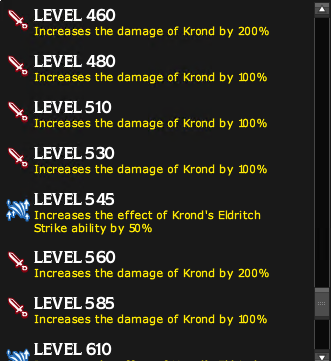 LEVEL 460
Increases the damage of Krond by 200%
LEVEL 480
Increases the damage of Krond by 100%
LEVEL 510
Increases the damage of Krond by 100%
LEVEL 530
Increases the damage of Krond by 100%
LEVEL 545
Increases the effect of Krond's Eldritch
Strike ability by 50%
LEVEL 560
Increases the damage of Krond by 200%
LEVEL 585
Increases the damage of Krond by 100%
LEVEL 610